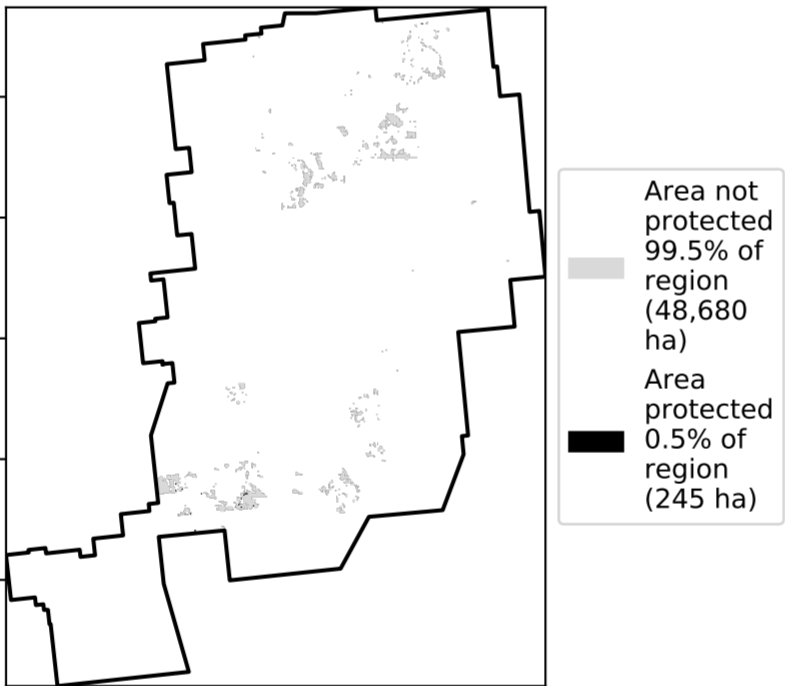 Area not
protected
99.5% of
region
(48,680
ha)
Area
protected
0.5% of
region
(245 ha)